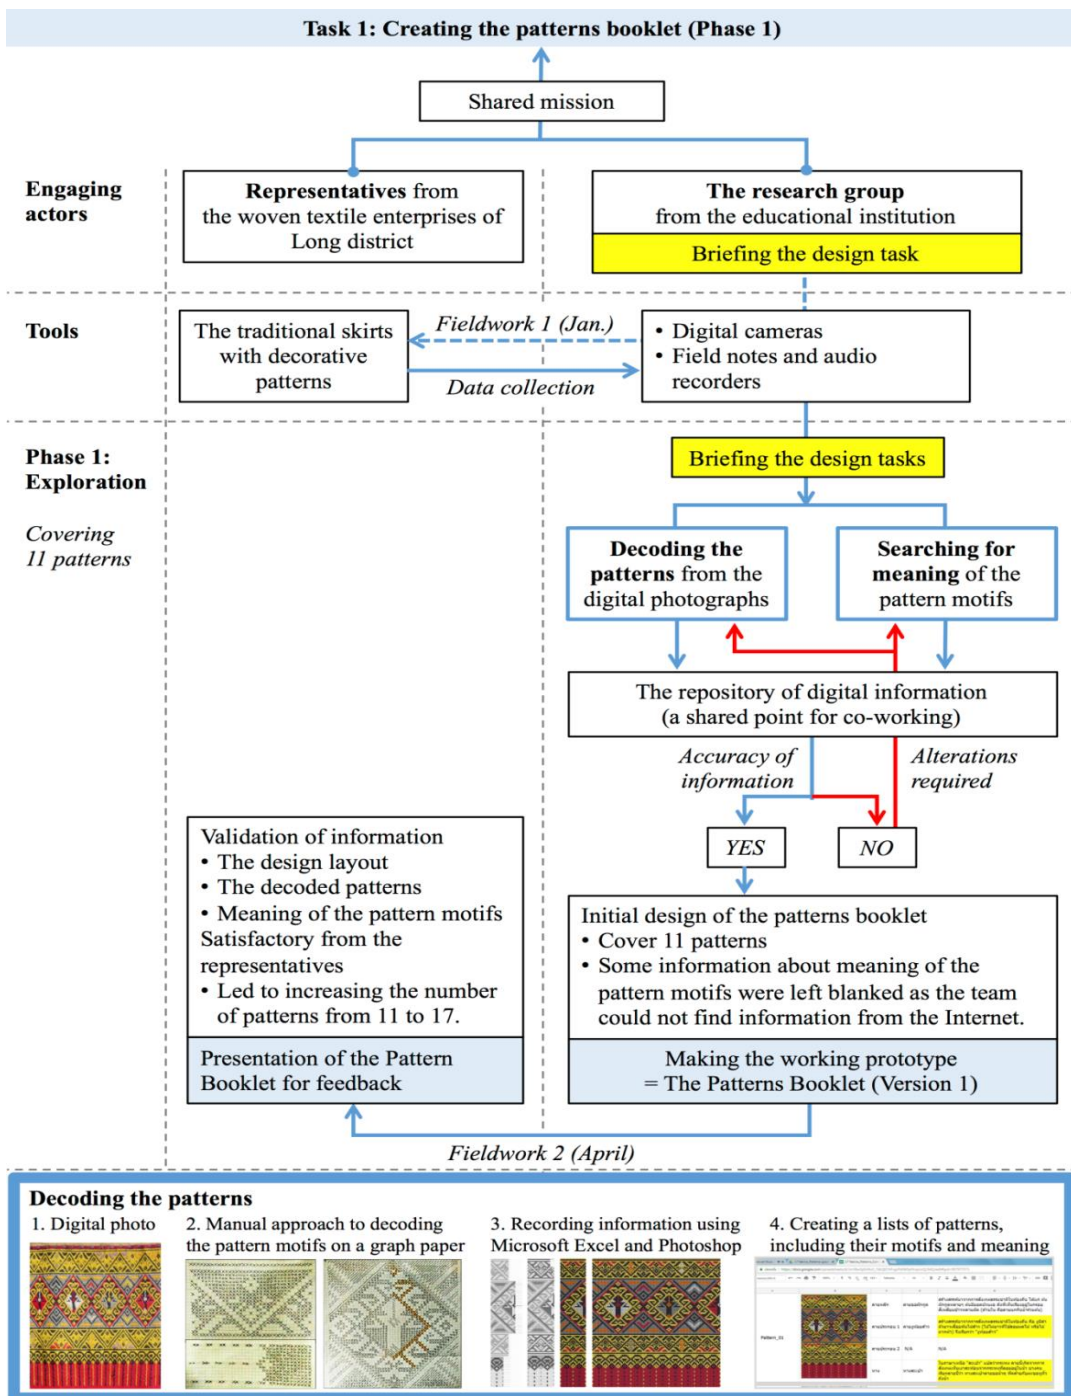 Task 1: Creating the patterns booklet (Phase 1)
Shared mission
Engaging
actors
Representatives from
the woven textile enterprises of
Long district
The research group
from the educational institution
Briefing the design task
Tools
The traditional skirts
with decorative
patterns
Fieldwork 1 (Jan.)
Data collection
• Digital cameras
• Field notes and audio
recorders
Phase 1:
Exploration
Covering
11 patterns
Briefing the design tasks
Decoding the
patterns from the
digital photographs
Searching for
meaning of the
pattern motifs
The repository of digital information
(a shared point for co-working)
Accuracy of
information
Alterations
required
YES
NO
Validation of information
• The design layout
• The decoded patterns
• Meaning of the pattern motifs
Satisfactory from the
representatives
• Led to increasing the number
of patterns from 11 to 17.
Presentation of the Pattern
Booklet for feedback
Initial design of the patterns booklet
• Cover 11 patterns
• Some information about meaning of the
pattern motifs were left blanked as the team
could not find information from the Internet.
Making the working prototype
= The Patterns Booklet (Version 1)
Fieldwork 2 (April)
Decoding the patterns
1. Digital photo
2. Manual approach to decoding
the pattern motifs on a graph paper
3. Recording information using
Microsoft Excel and Photoshop
4. Creating a lists of patterns,
including their motifs and meaning
Pattern_01
N/A
N/A